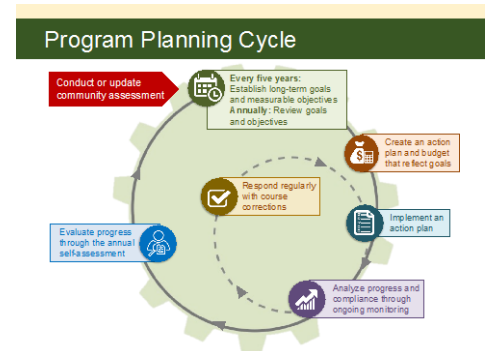 Program Planning Cycle
Conduct or update
community assessment
Every five years:
Establish long-term goals
and measurable objectives
Annually: Review goals
and objectives
Create an action
plan and budget
that reflect goals
Respond regularly
with course
corrections
Implement an
action plan
Evaluate progress
through the annual
self-assessment
Analyze progress and
compliance through
ongoing monitoring